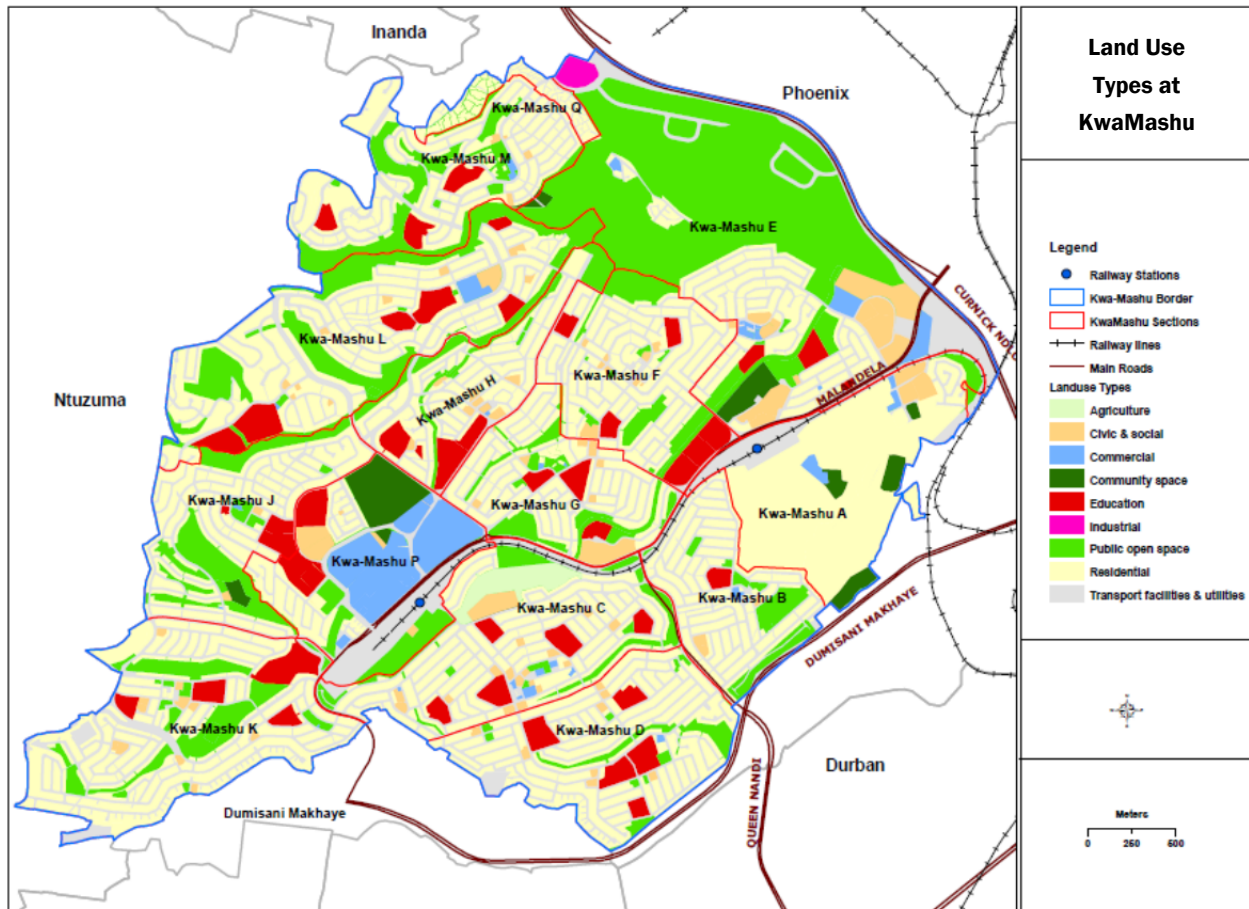 Inanda
Phoenix
Kwa-Mashu Q
Kwa-Mashu M
Kwa-Mashu E
CURNICK NDLO
Kwa-Mashu L
Kwa-Mashu F
MALANDELA
Kwa-Mashu H
Ntuzuma
Kwa-Mashu J
Kwa-Mashu G
Kwa-Mashu A
Kwa-Mashu P
Kwa-Mashu B
Kwa-Mashu C
DUMISANI MAKHAYE
Kwa-Mashu K
Kwa-Mashu D
Durban
QUEEN NANDI
Dumisani Makhaye
Land Use
Types at
KwaMashu
Legend
Railway Stations
Kwa-Mashu Border
KwaMashu Sections
Railway lines
Main Roads
Landuse Types
Agriculture
Civic & social
Commercial
Community space
Education
Industrial
Public open space
Residential
Transport facilities & utilities
Meters
0 250 500